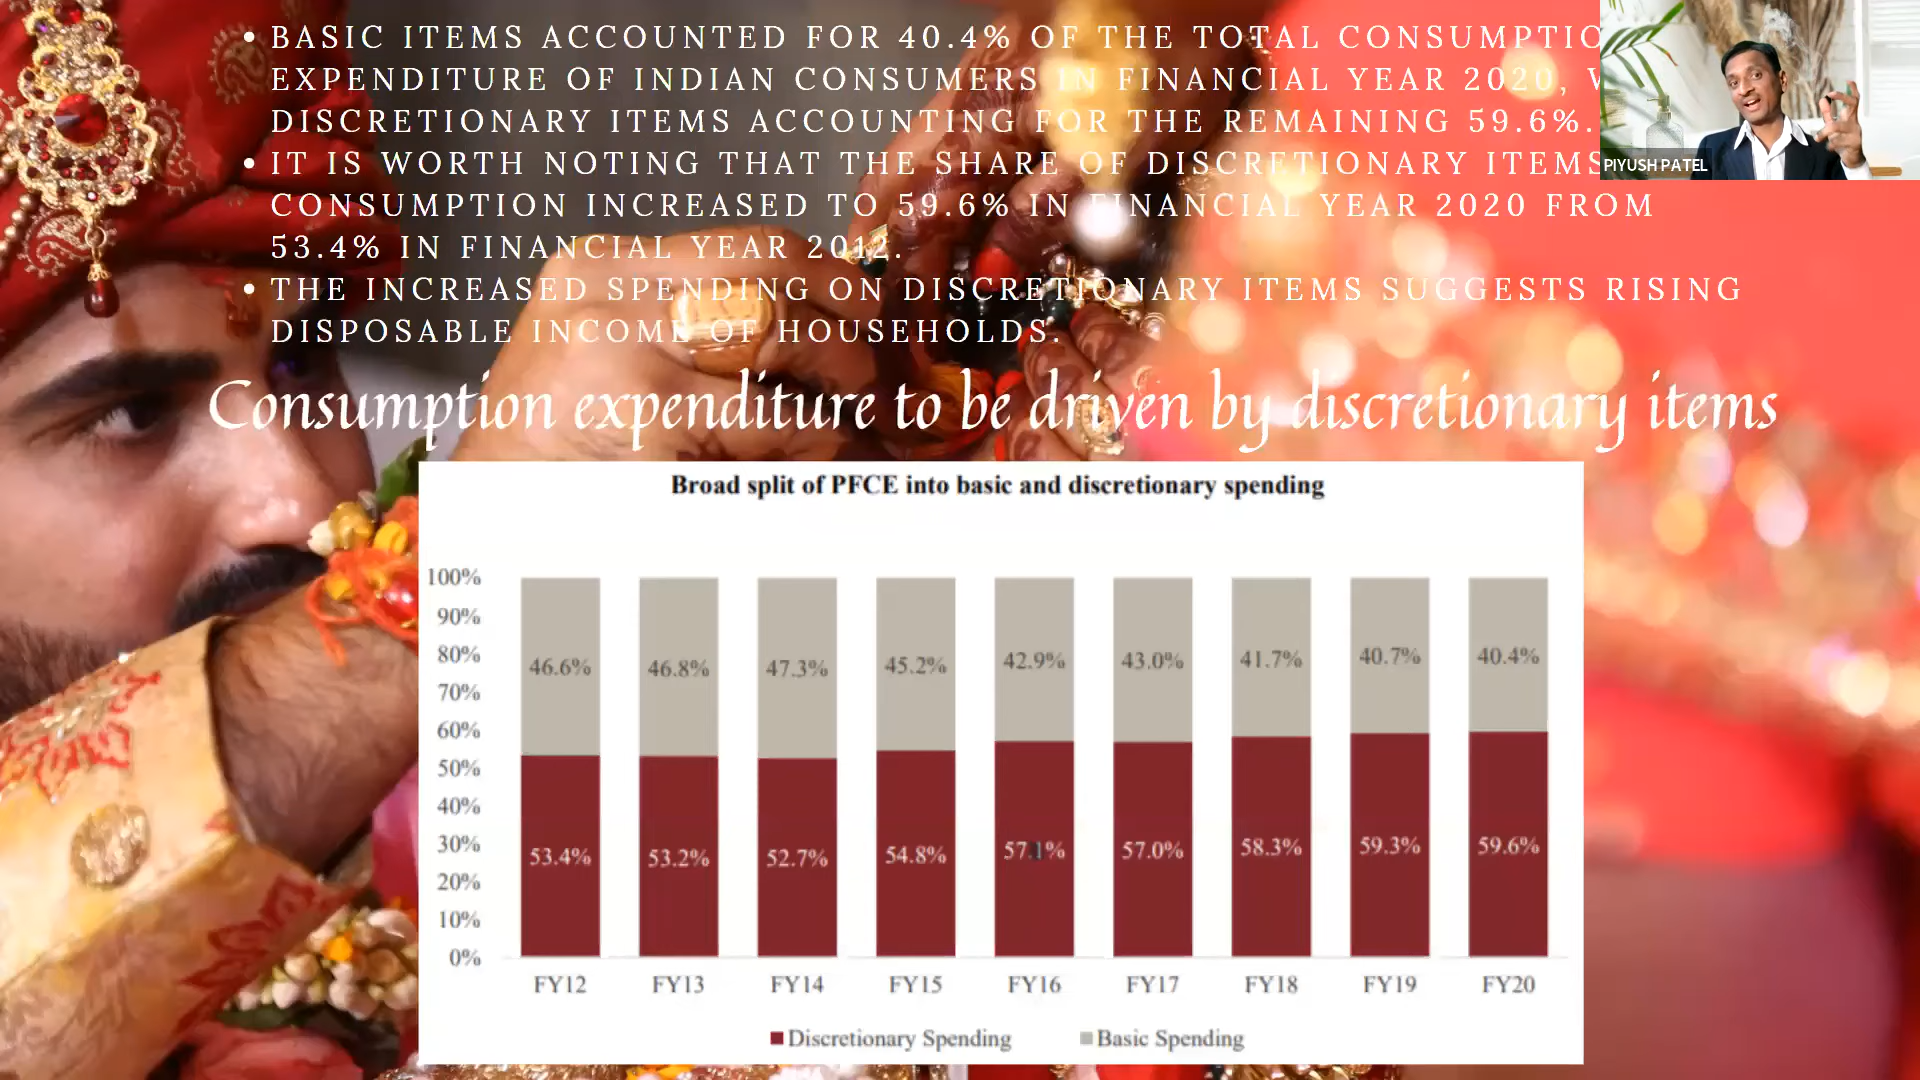 • BASIC ITEMS ACCOUNTED FOR 40.4% OF THE TOTAL
EXPENDITURE OF INDIAN CONSUMERS IN FINANCIAL YEAR 2020,
DISCRETIONARY ITEMS ACCOUNTING FOR THE REMAINING 59.6%.
• IT IS WORTH NOTING THAT THE SHARE OF DISCRETIONARY ITEMS
CONSUMPTION INCREASED TO 59.6% IN FINANCIAL YEAR 2020 FROM
53.4% IN FINANCIAL YEAR 2012.
• THE INCREASED SPENDING ON DISCRETIONARY ITEMS SUGGESTS RISING
DISPOSABLE INCOME OF HOUSEHOLDS.
PIYUSH PATEL
Consumption expenditure to be driven by discretionary items
Broad split of PFCE into basic and discretionary spending
100%
90%
80%
70%
60%
50%
40%
30%
20%
10%
0%
46.6% 46.8% 47.3% 45.2% 42.9% 43.0% 41.7% 40.7% 40.4%
53.4% 53.2% 52.7% 54.8% 57.1% 57.0% 58.3% 59.3% 59.6%
FY12 FY13 FY14 FY15 FY16 FY17 FY18 FY19 FY20
Discretionary Spending Basic Spending